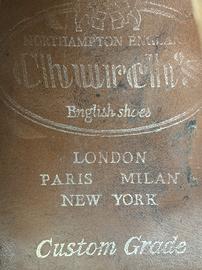 NORTHAMPTON ENGLAND
Church's
English shoes
LONDON
PARIS MILAN
NEW YORK
Custom Grade